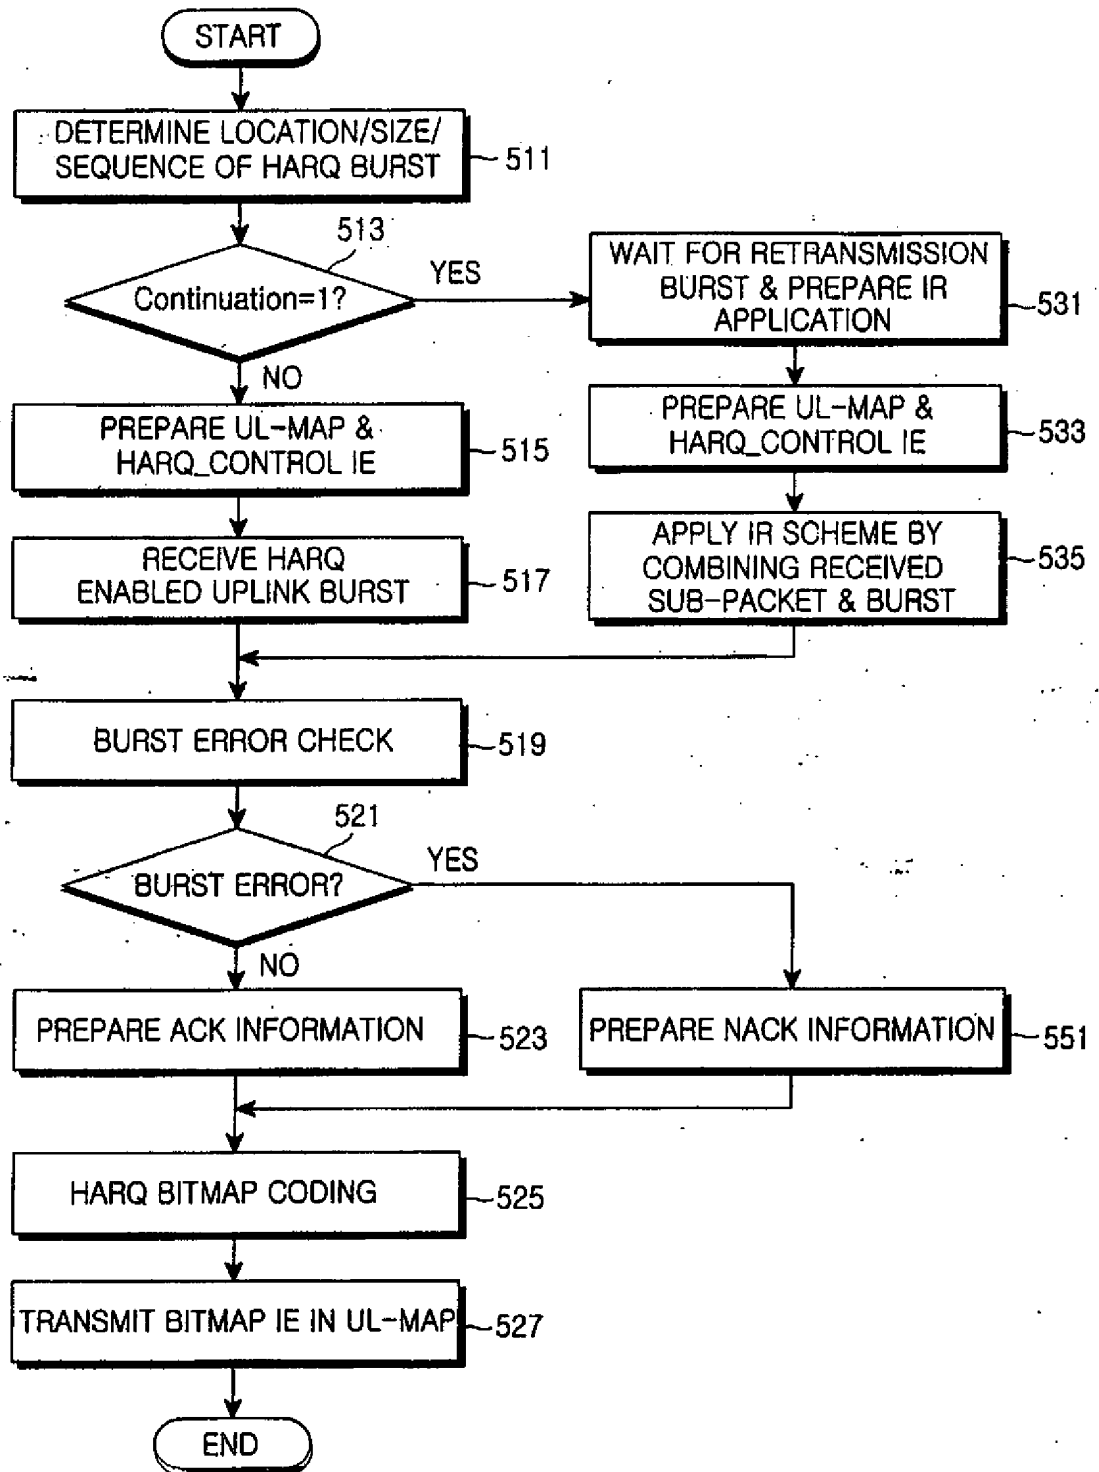 START
DETERMINE LOCATION/SIZE/
SEQUENCE OF HARQ BURST
511
513
Continuation=1?
YES
NO
WAIT FOR RETRANSMISSION
BURST & PREPARE IR
APPLICATION
531
PREPARE UL-MAP &
HARQ_CONTROL IE
515
PREPARE UL-MAP &
HARQ_CONTROL IE
533
RECEIVE HARQ
ENABLED UPLINK BURST
517
APPLY IR SCHEME BY
COMBINING RECEIVED
SUB-PACKET & BURST
535
BURST ERROR CHECK
519
521
BURST ERROR?
YES
NO
PREPARE ACK INFORMATION
523
PREPARE NACK INFORMATION
551
HARQ BITMAP CODING
525
TRANSMIT BITMAP IE IN UL-MAP
527
END